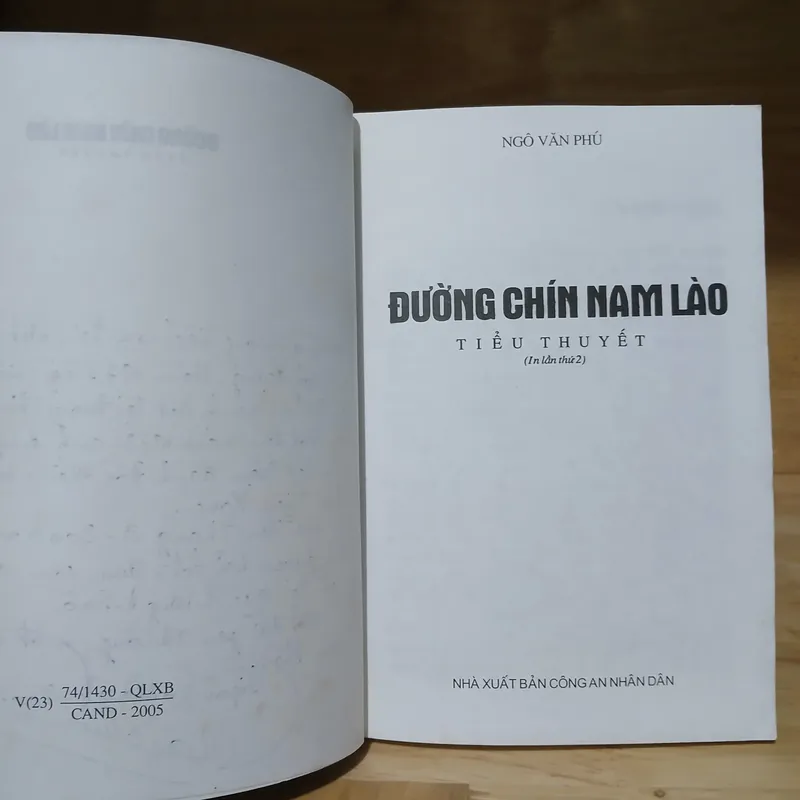 V(23) 74/1430 - QLXB
CAND - 2005
NGÔ VĂN PHÚ
ĐƯỜNG CHÍN NAM LÀO
TIỂU THUYẾT
(In lần thứ 2)
NHÀ XUẤT BẢN CÔNG AN NHÂN DÂN